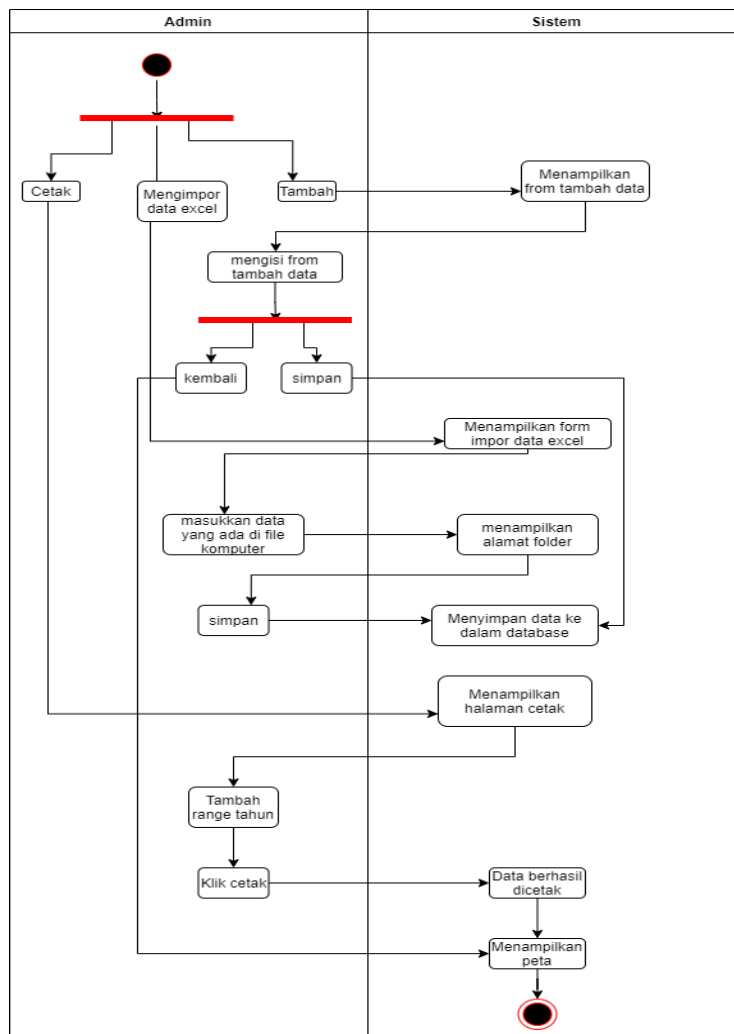 Admin
Sistem
Cetak
Mengimpor
data excel
Tambah
Menampilkan
from tambah data
mengisi from
tambah data
kembali
simpan
Menampilkan form
impor data excel
masukkan data
yang ada di file
komputer
menampilkan
alamat folder
simpan
Menyimpan data ke
dalam database
Menampilkan
halaman cetak
Tambah
range tahun
Klik cetak
Data berhasil
dicetak
Menampilkan
peta